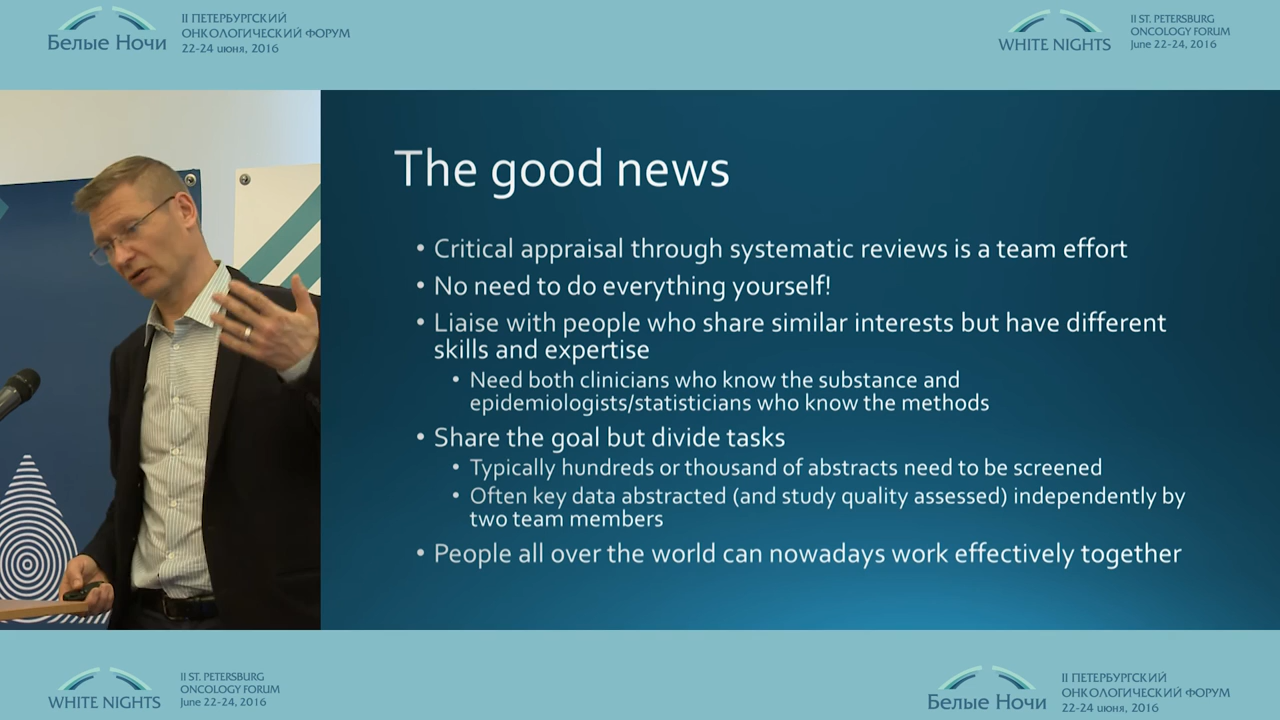 Белые Ночи
II ПЕТЕРБУРГСКИЙ
ОНКОЛОГИЧЕСКИЙ ФОРУМ
22-24 июня, 2016
WHITE NIGHTS
II ST. PETERSBURG
ONCOLOGY FORUM
June 22-24, 2016
The good news
• Critical appraisal through systematic reviews is a team effort
• No need to do everything yourself!
• Liaise with people who share similar interests but have different
skills and expertise
• Need both clinicians who know the substance and
epidemiologists/statisticians who know the methods
• Share the goal but divide tasks
• Typically hundreds or thousand of abstracts need to be screened
• Often key data abstracted (and study quality assessed) independently by
two team members
• People all over the world can nowadays work effectively together
WHITE NIGHTS
II ST. PETERSBURG
ONCOLOGY FORUM
June 22-24, 2016
Белые Ночи
II ПЕТЕРБУРГСКИЙ
ОНКОЛОГИЧЕСКИЙ ФОРУМ
22-24 июня, 2016